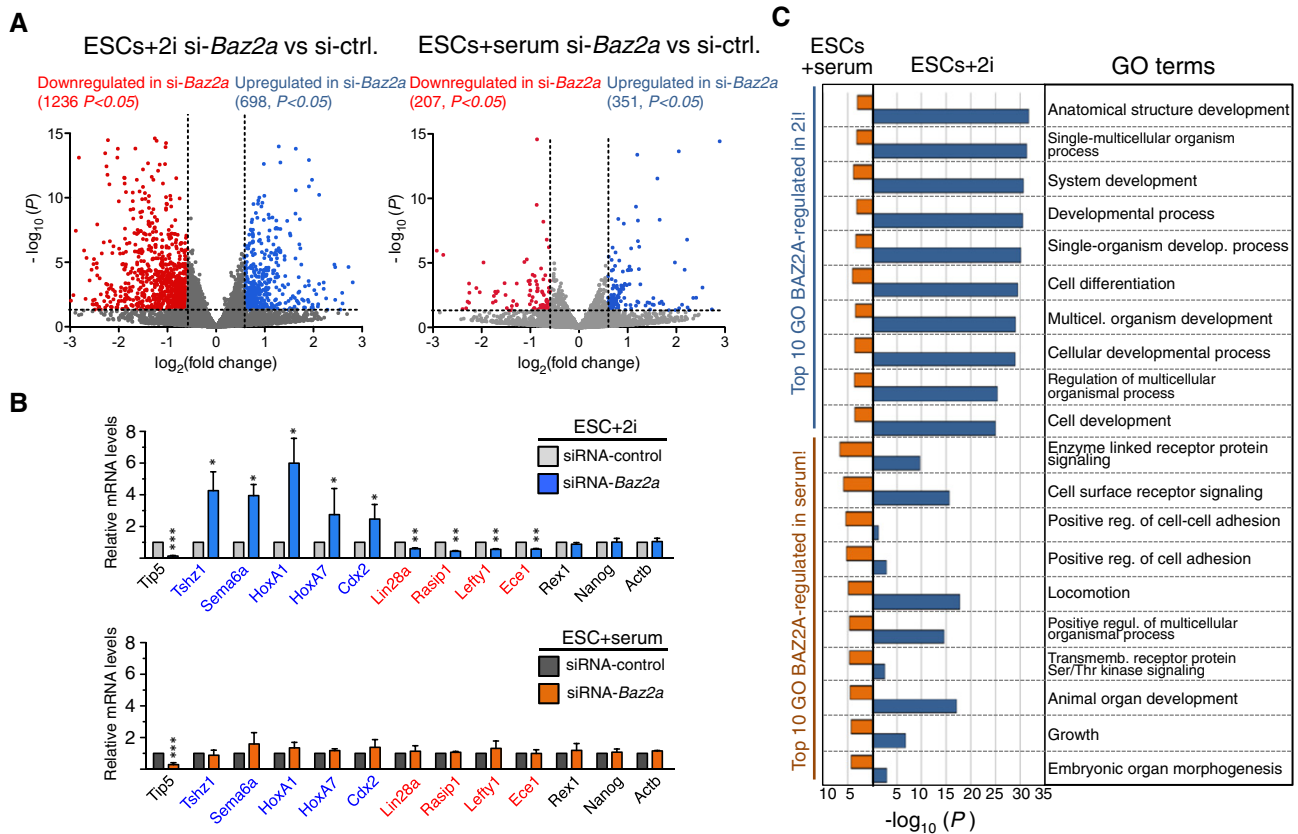 A
ESCs+2i si-Baz2a vs si-ctrl.
Downregulated in si-Baz2a
(1236 P<0.05)
Upregulated in si-Baz2a
(698, P<0.05)
15
10
5
0
- log10 (P)
-3 -2 -1 0 1 2 3
log2(fold change)
ESCs+serum si-Baz2a vs si-ctrl.
Downregulated in si-Baz2a
(207, P<0.05)
Upregulated in si-Baz2a
(351, P<0.05)
15
10
5
0
- log10 (P)
-3 -2 -1 0 1 2 3
log2(fold change)
B
Relative mRNA levels
8
6
4
2
ESC+2i
siRNA-control
siRNA-Baz2a
*** * * * * * ** ** ** **
Tip5 Tshz1 Sema6a HoxA1 HoxA7 Cdx2 Lin28a Rasip1 Lefty1 Ece1 Rex1 Nanog Actb
Relative mRNA levels
8
6
4
2
ESC+serum
siRNA-control
siRNA-Baz2a
***
Tip5 Tshz1 Sema6a HoxA1 HoxA7 Cdx2 Lin28a Rasip1 Lefty1 Ece1 Rex1 Nanog Actb
C
ESCs
+serum
ESCs+2i
GO terms
Top 10 GO BAZ2A-regulated in 2i!
Anatomical structure development
Single-multicellular organism
process
System development
Developmental process
Single-organism develop. process
Cell differentiation
Multicel. organism development
Cellular developmental process
Regulation of multicellular
organismal process
Cell development
Top 10 GO BAZ2A-regulated in serum!
Enzyme linked receptor protein
signaling
Cell surface receptor signaling
Positive reg. of cell-cell adhesion
Positive reg. of cell adhesion
Locomotion
Positive regul. of multicellular
organismal process
Transmemb. receptor protein
Ser/Thr kinase signaling
Animal organ development
Growth
Embryonic organ morphogenesis
10 5 5 10 15 20 25 30 35
-log10 (P)